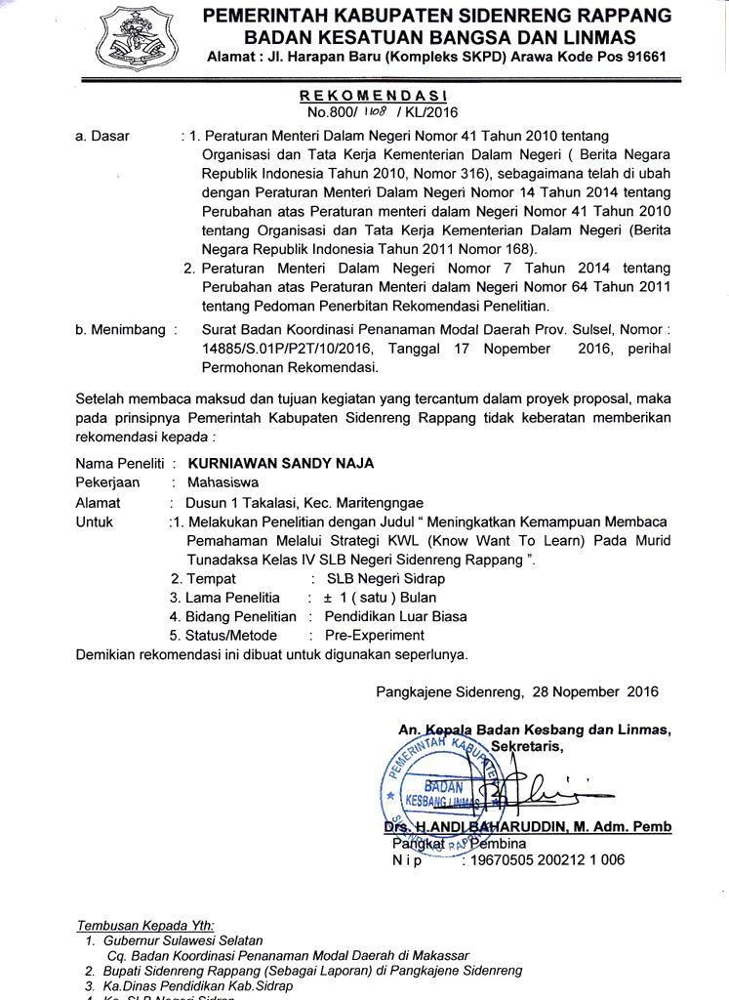 PEMERINTAH KABUPATEN SIDENRENG RAPPANG
BADAN KESATUAN BANGSA DAN LINMAS
Alamat : Jl. Harapan Baru (Kompleks SKPD) Arawa Kode Pos 91661
REKOMENDASI
No.800/ 1108 / KL/2016
a. Dasar : 1. Peraturan Menteri Dalam Negeri Nomor 41 Tahun 2010 tentang
Organisasi dan Tata Kerja Kementerian Dalam Negeri ( Berita Negara
Republik Indonesia Tahun 2010, Nomor 316), sebagaimana telah di ubah
dengan Peraturan Menteri Dalam Negeri Nomor 14 Tahun 2014 tentang
Perubahan atas Peraturan menteri dalam Negeri Nomor 41 Tahun 2010
tentang Organisasi dan Tata Kerja Kementerian Dalam Negeri (Berita
Negara Republik Indonesia Tahun 2011 Nomor 168).
2. Peraturan Menteri Dalam Negeri Nomor 7 Tahun 2014 tentang
Perubahan atas Peraturan Menteri dalam Negeri Nomor 64 Tahun 2011
tentang Pedoman Penerbitan Rekomendasi Penelitian.
b. Menimbang : Surat Badan Koordinasi Penanaman Modal Daerah Prov. Sulsel, Nomor :
14885/S.01P/P2T/10/2016, Tanggal 17 Nopember 2016, perihal
Permohonan Rekomendasi.
Setelah membaca maksud dan tujuan kegiatan yang tercantum dalam proyek proposal, maka
pada prinsipnya Pemerintah Kabupaten Sidenreng Rappang tidak keberatan memberikan
rekomendasi kepada :
Nama Peneliti : KURNIAWAN SANDY NAJA
Pekerjaan : Mahasiswa
Alamat : Dusun 1 Takalasi, Kec. Maritengngae
Untuk :1. Melakukan Penelitian dengan Judul “ Meningkatkan Kemampuan Membaca
Pemahaman Melalui Strategi KWL (Know Want To Learn) Pada Murid
Tunadaksa Kelas IV SLB Negeri Sidenreng Rappang ”.
2. Tempat : SLB Negeri Sidrap
3. Lama Penelitia : ± 1 ( satu ) Bulan
4. Bidang Penelitian : Pendidikan Luar Biasa
5. Status/Metode : Pre-Experiment
Demikian rekomendasi ini dibuat untuk digunakan seperlunya.
Pangkajene Sidenreng, 28 Nopember 2016
An. Kepala Badan Kesbang dan Linmas,
Sekretaris,
PEMERINTAH KABUPATEN
BADAN
KESBANG LINMAS
SIDENRENG RAPPANG
Drs. H.ANDI BAHARUDDIN, M. Adm. Pemb
Pangkat : Pembina
N i p : 19670505 200212 1 006
Tembusan Kepada Yth:
1. Gubernur Sulawesi Selatan
Cq. Badan Koordinasi Penanaman Modal Daerah di Makassar
2. Bupati Sidenreng Rappang (Sebagai Laporan) di Pangkajene Sidenreng
3. Ka.Dinas Pendidikan Kab.Sidrap
4. Ka. SLB Negeri Sidrap